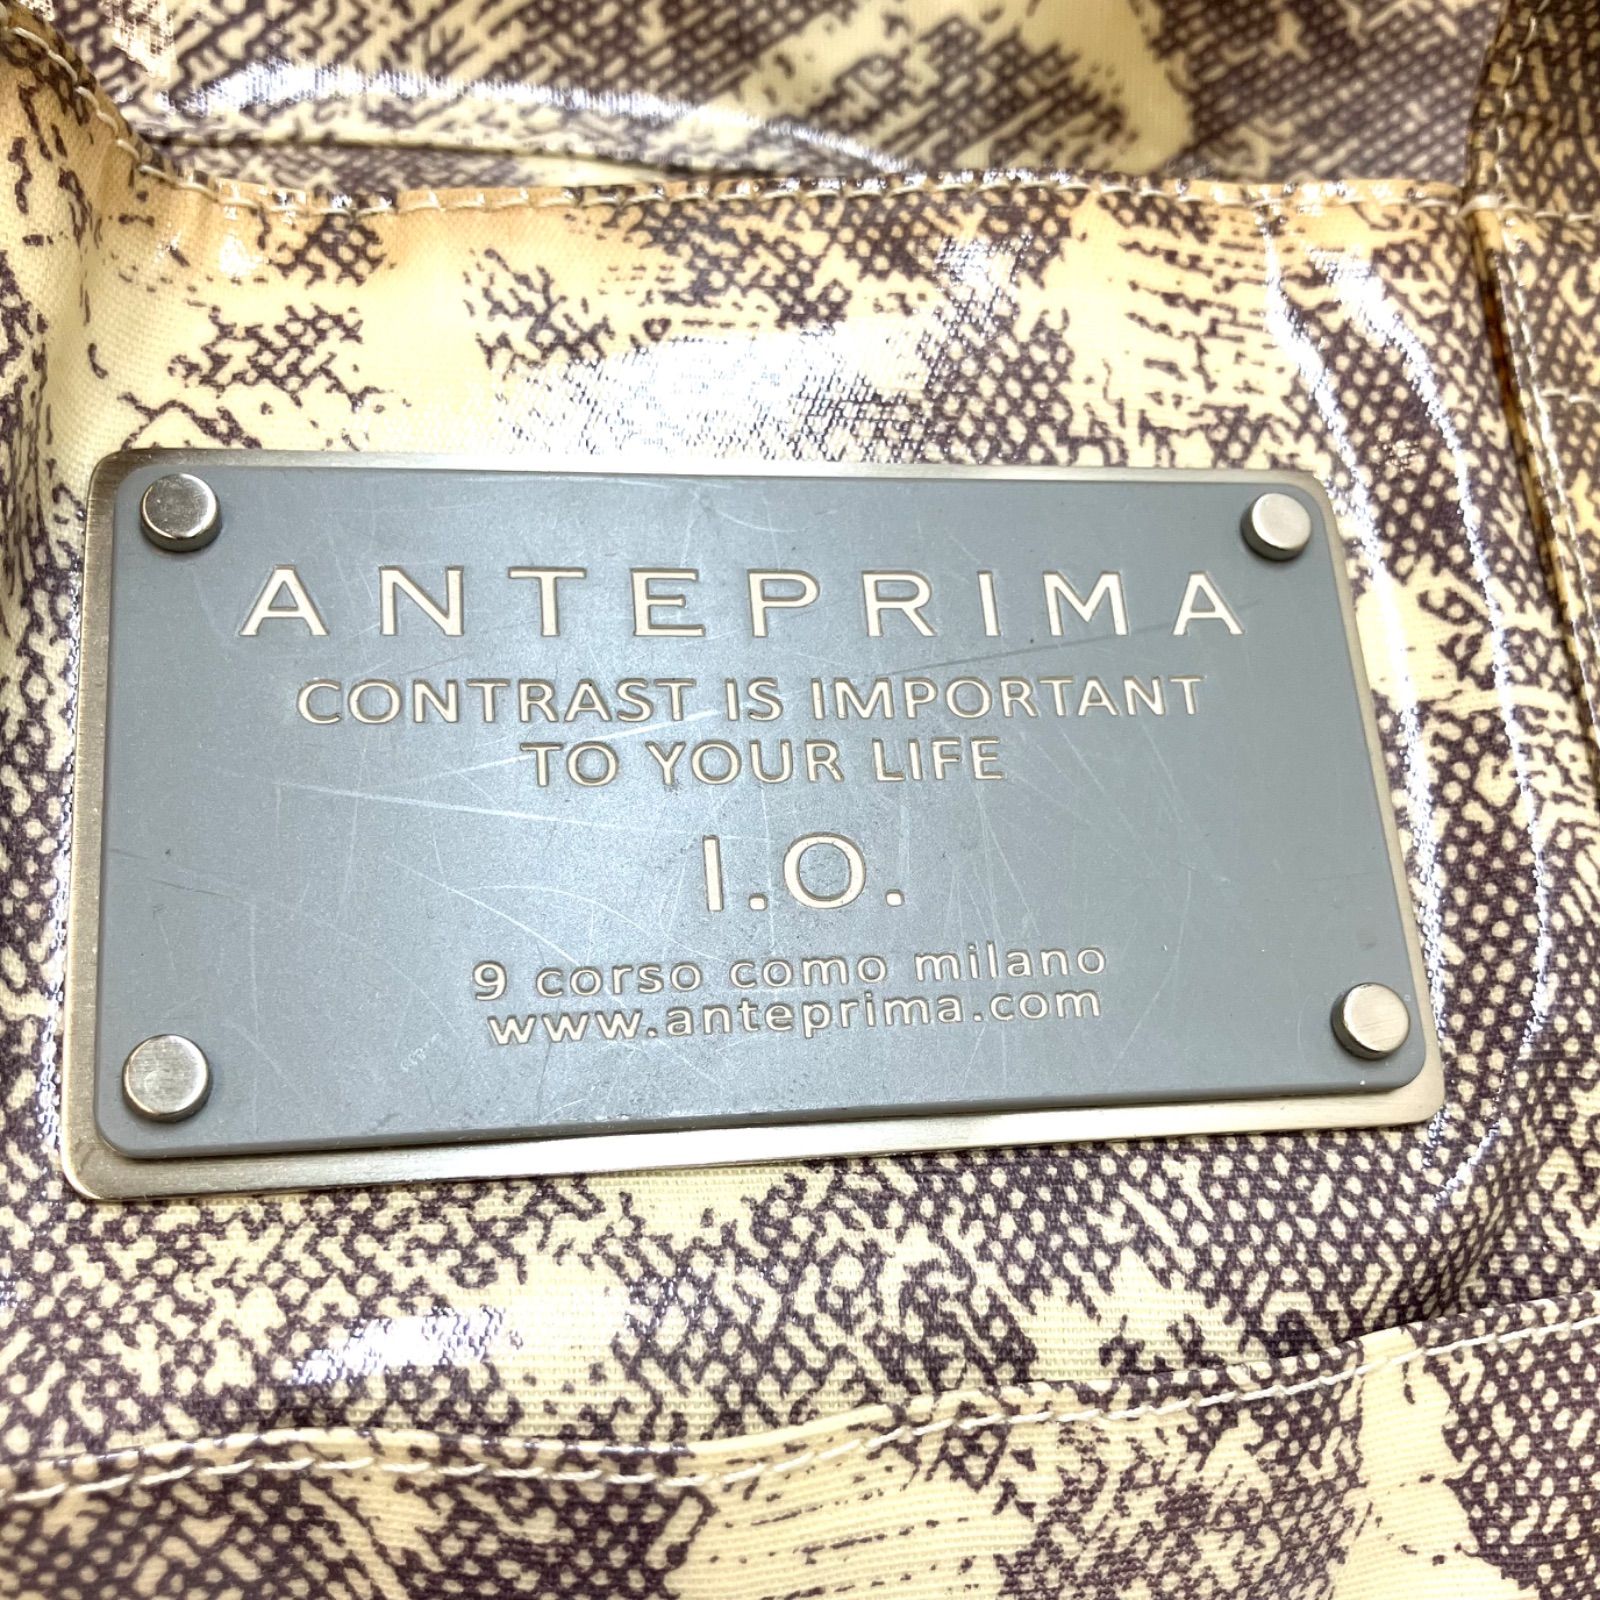 ANTEPRIMA
CONTRAST IS IMPORTANT
TO YOUR LIFE
I.O.
9 corso como milano
www.anteprima.com